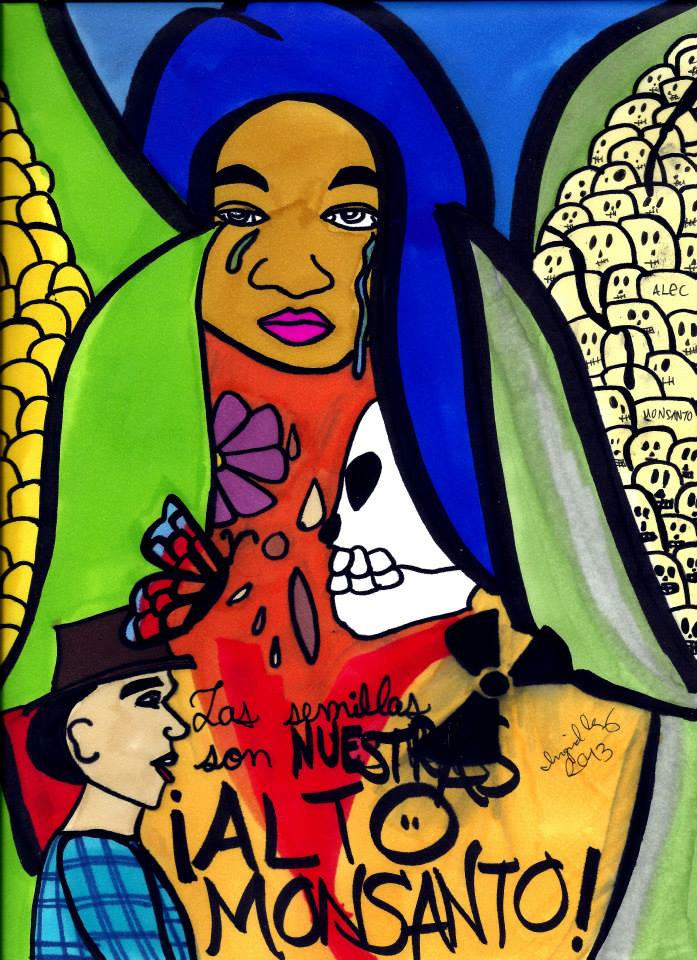 ALEC
MONSANTO
Las semillas
son NUESTRAS
2013
¡ALTO
MONSANTO!